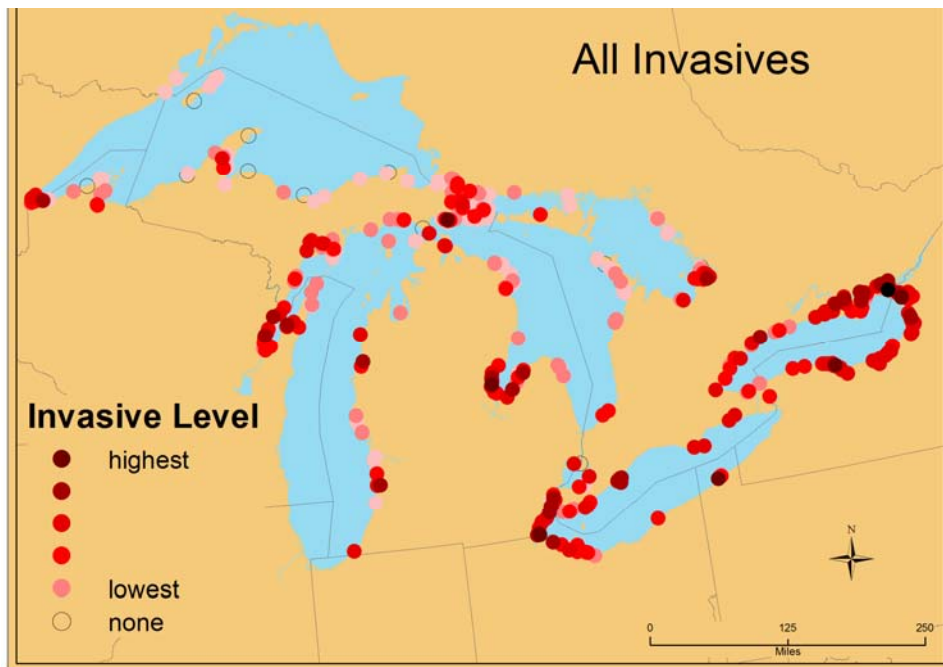 All Invasives
Invasive Level
highest
lowest
none
N
0 125 250
Miles